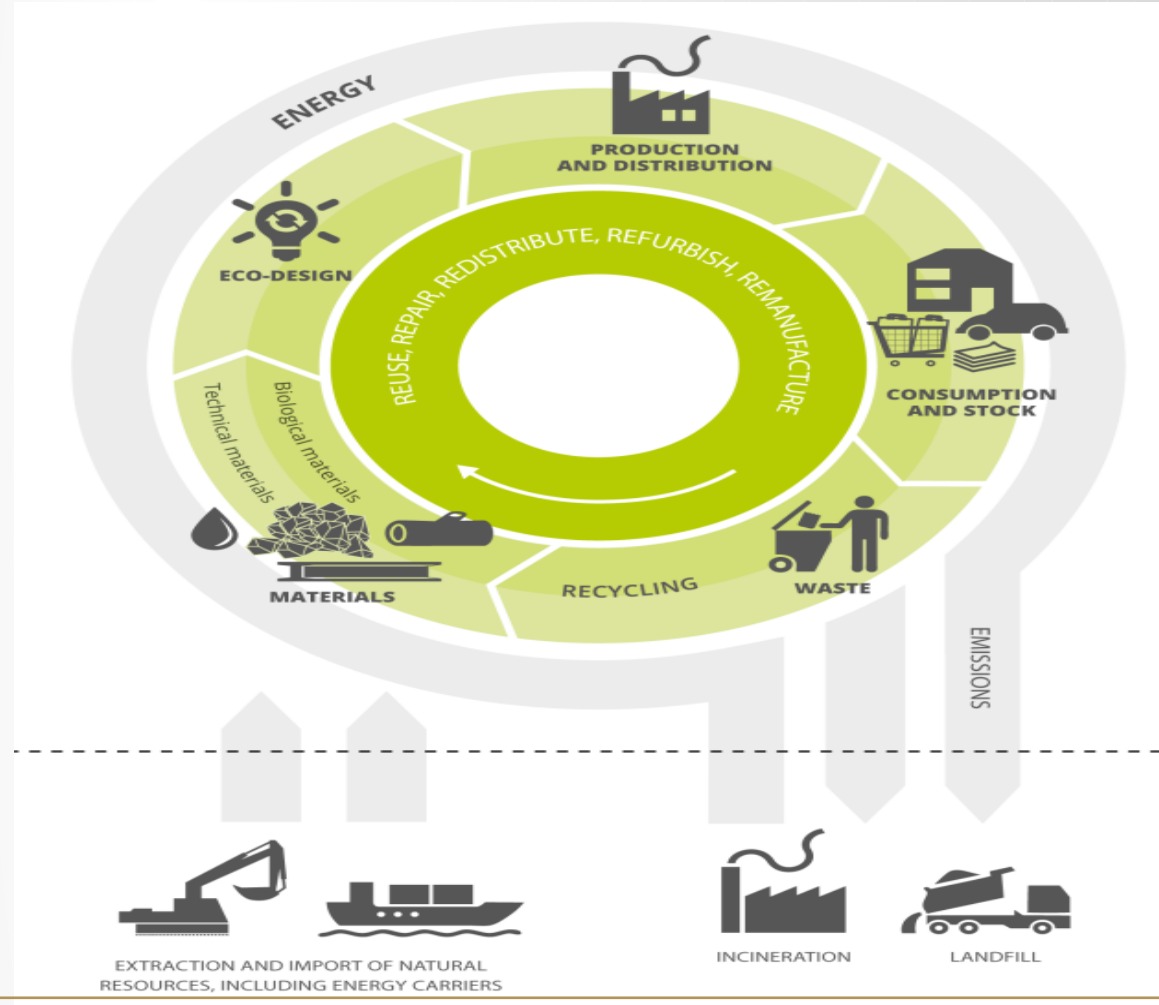 ENERGY
PRODUCTION
AND DISTRIBUTION
ECO-DESIGN
REUSE, REPAIR, REDISTRIBUTE, REFURBISH, REMANUFACTURE
CONSUMPTION
AND STOCK
Technical materials
Biological materials
MATERIALS
RECYCLING
WASTE
EMISSIONS
EXTRACTION AND IMPORT OF NATURAL
RESOURCES, INCLUDING ENERGY CARRIERS
INCINERATION
LANDFILL